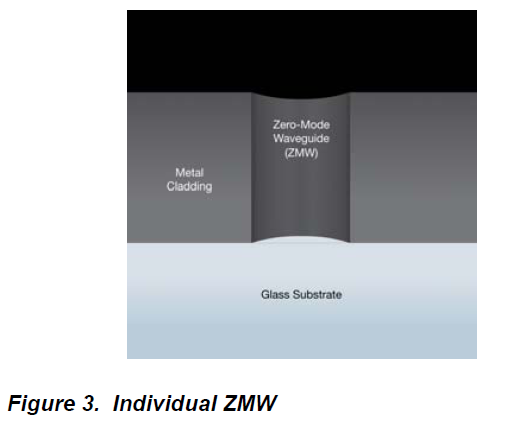 Zero-Mode
Waveguide
(ZMW)
Metal
Cladding
Glass Substrate
Figure 3. Individual ZMW